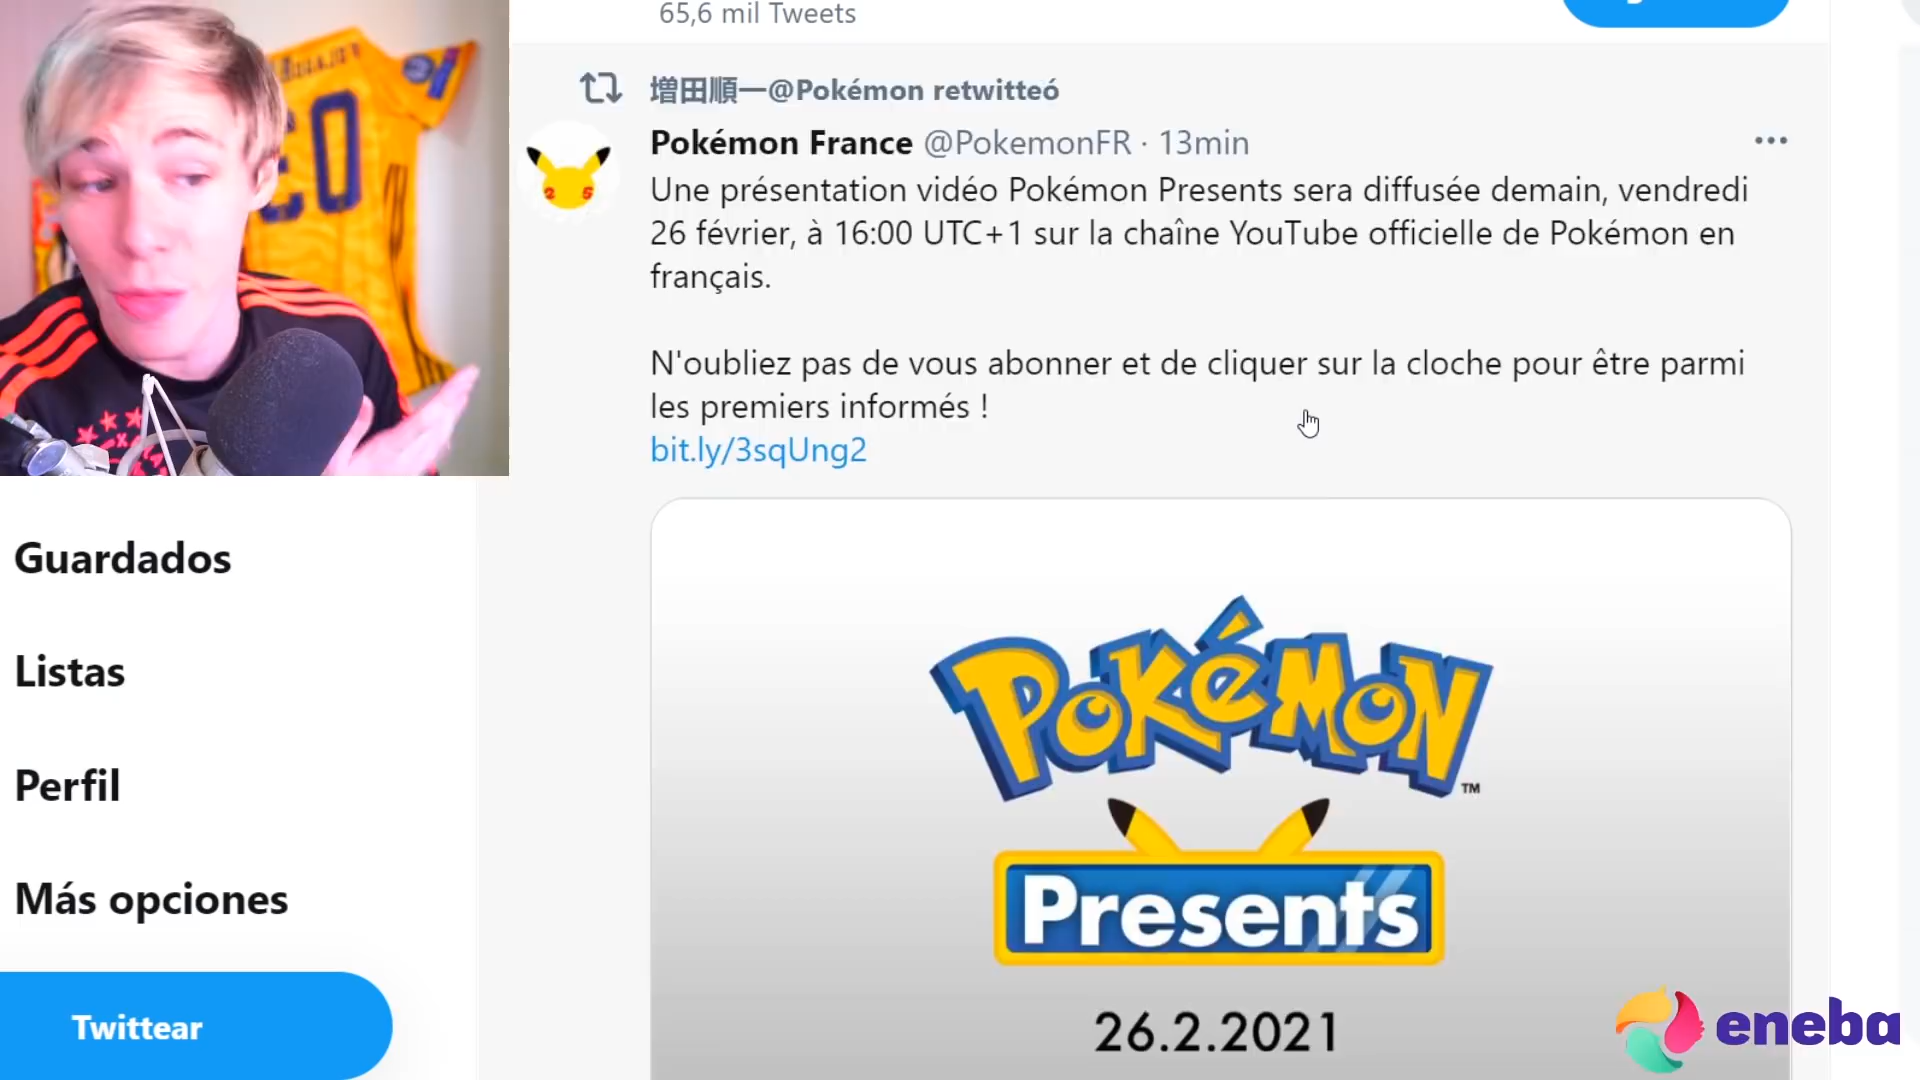 65,6 mil Tweets
増田順一@Pokémon retwitteó
Pokémon France @PokemonFR · 13min
Une présentation vidéo Pokémon Presents sera diffusée demain, vendredi
26 février, à 16:00 UTC+1 sur la chaîne YouTube officielle de Pokémon en
français.
N'oubliez pas de vous abonner et de cliquer sur la cloche pour être parmi
les premiers informés !
bit.ly/3sqUng2
Guardados
Listas
Perfil
Más opciones
Twittear
POKéMON
TM
Presents
26.2.2021
eneba